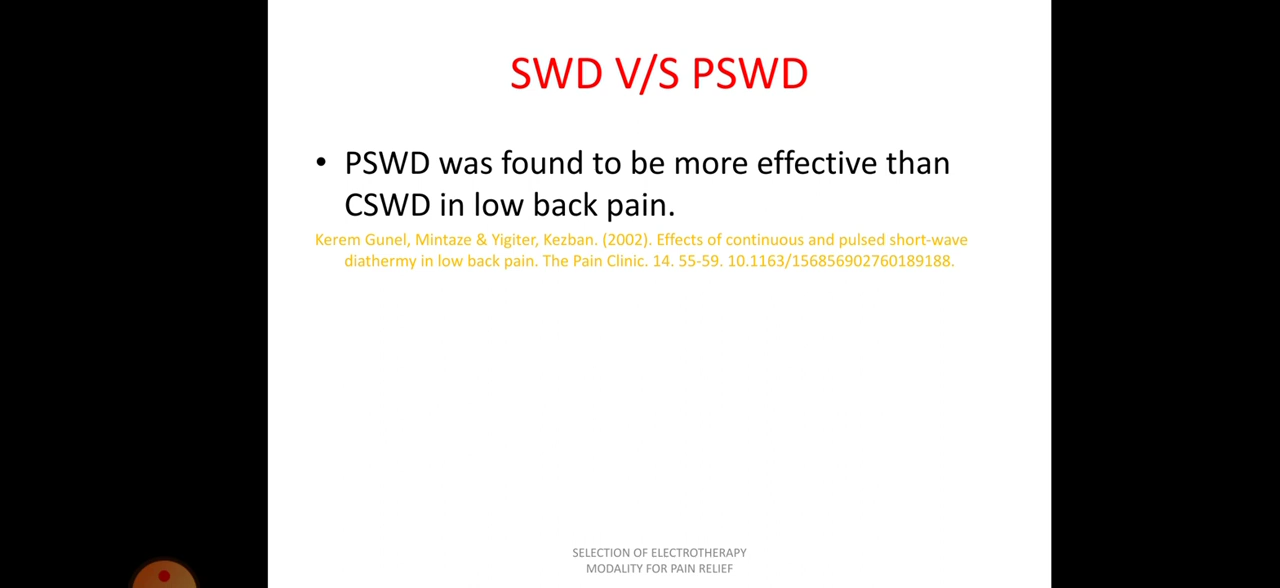 SWD V/S PSWD
• PSWD was found to be more effective than
CSWD in low back pain.
Kerem Gunel, Mintaze & Yigiter, Kezban. (2002). Effects of continuous and pulsed short-wave
diathermy in low back pain. The Pain Clinic. 14. 55-59. 10.1163/156856902760189188.
SELECTION OF ELECTROTHERAPY
MODALITY FOR PAIN RELIEF